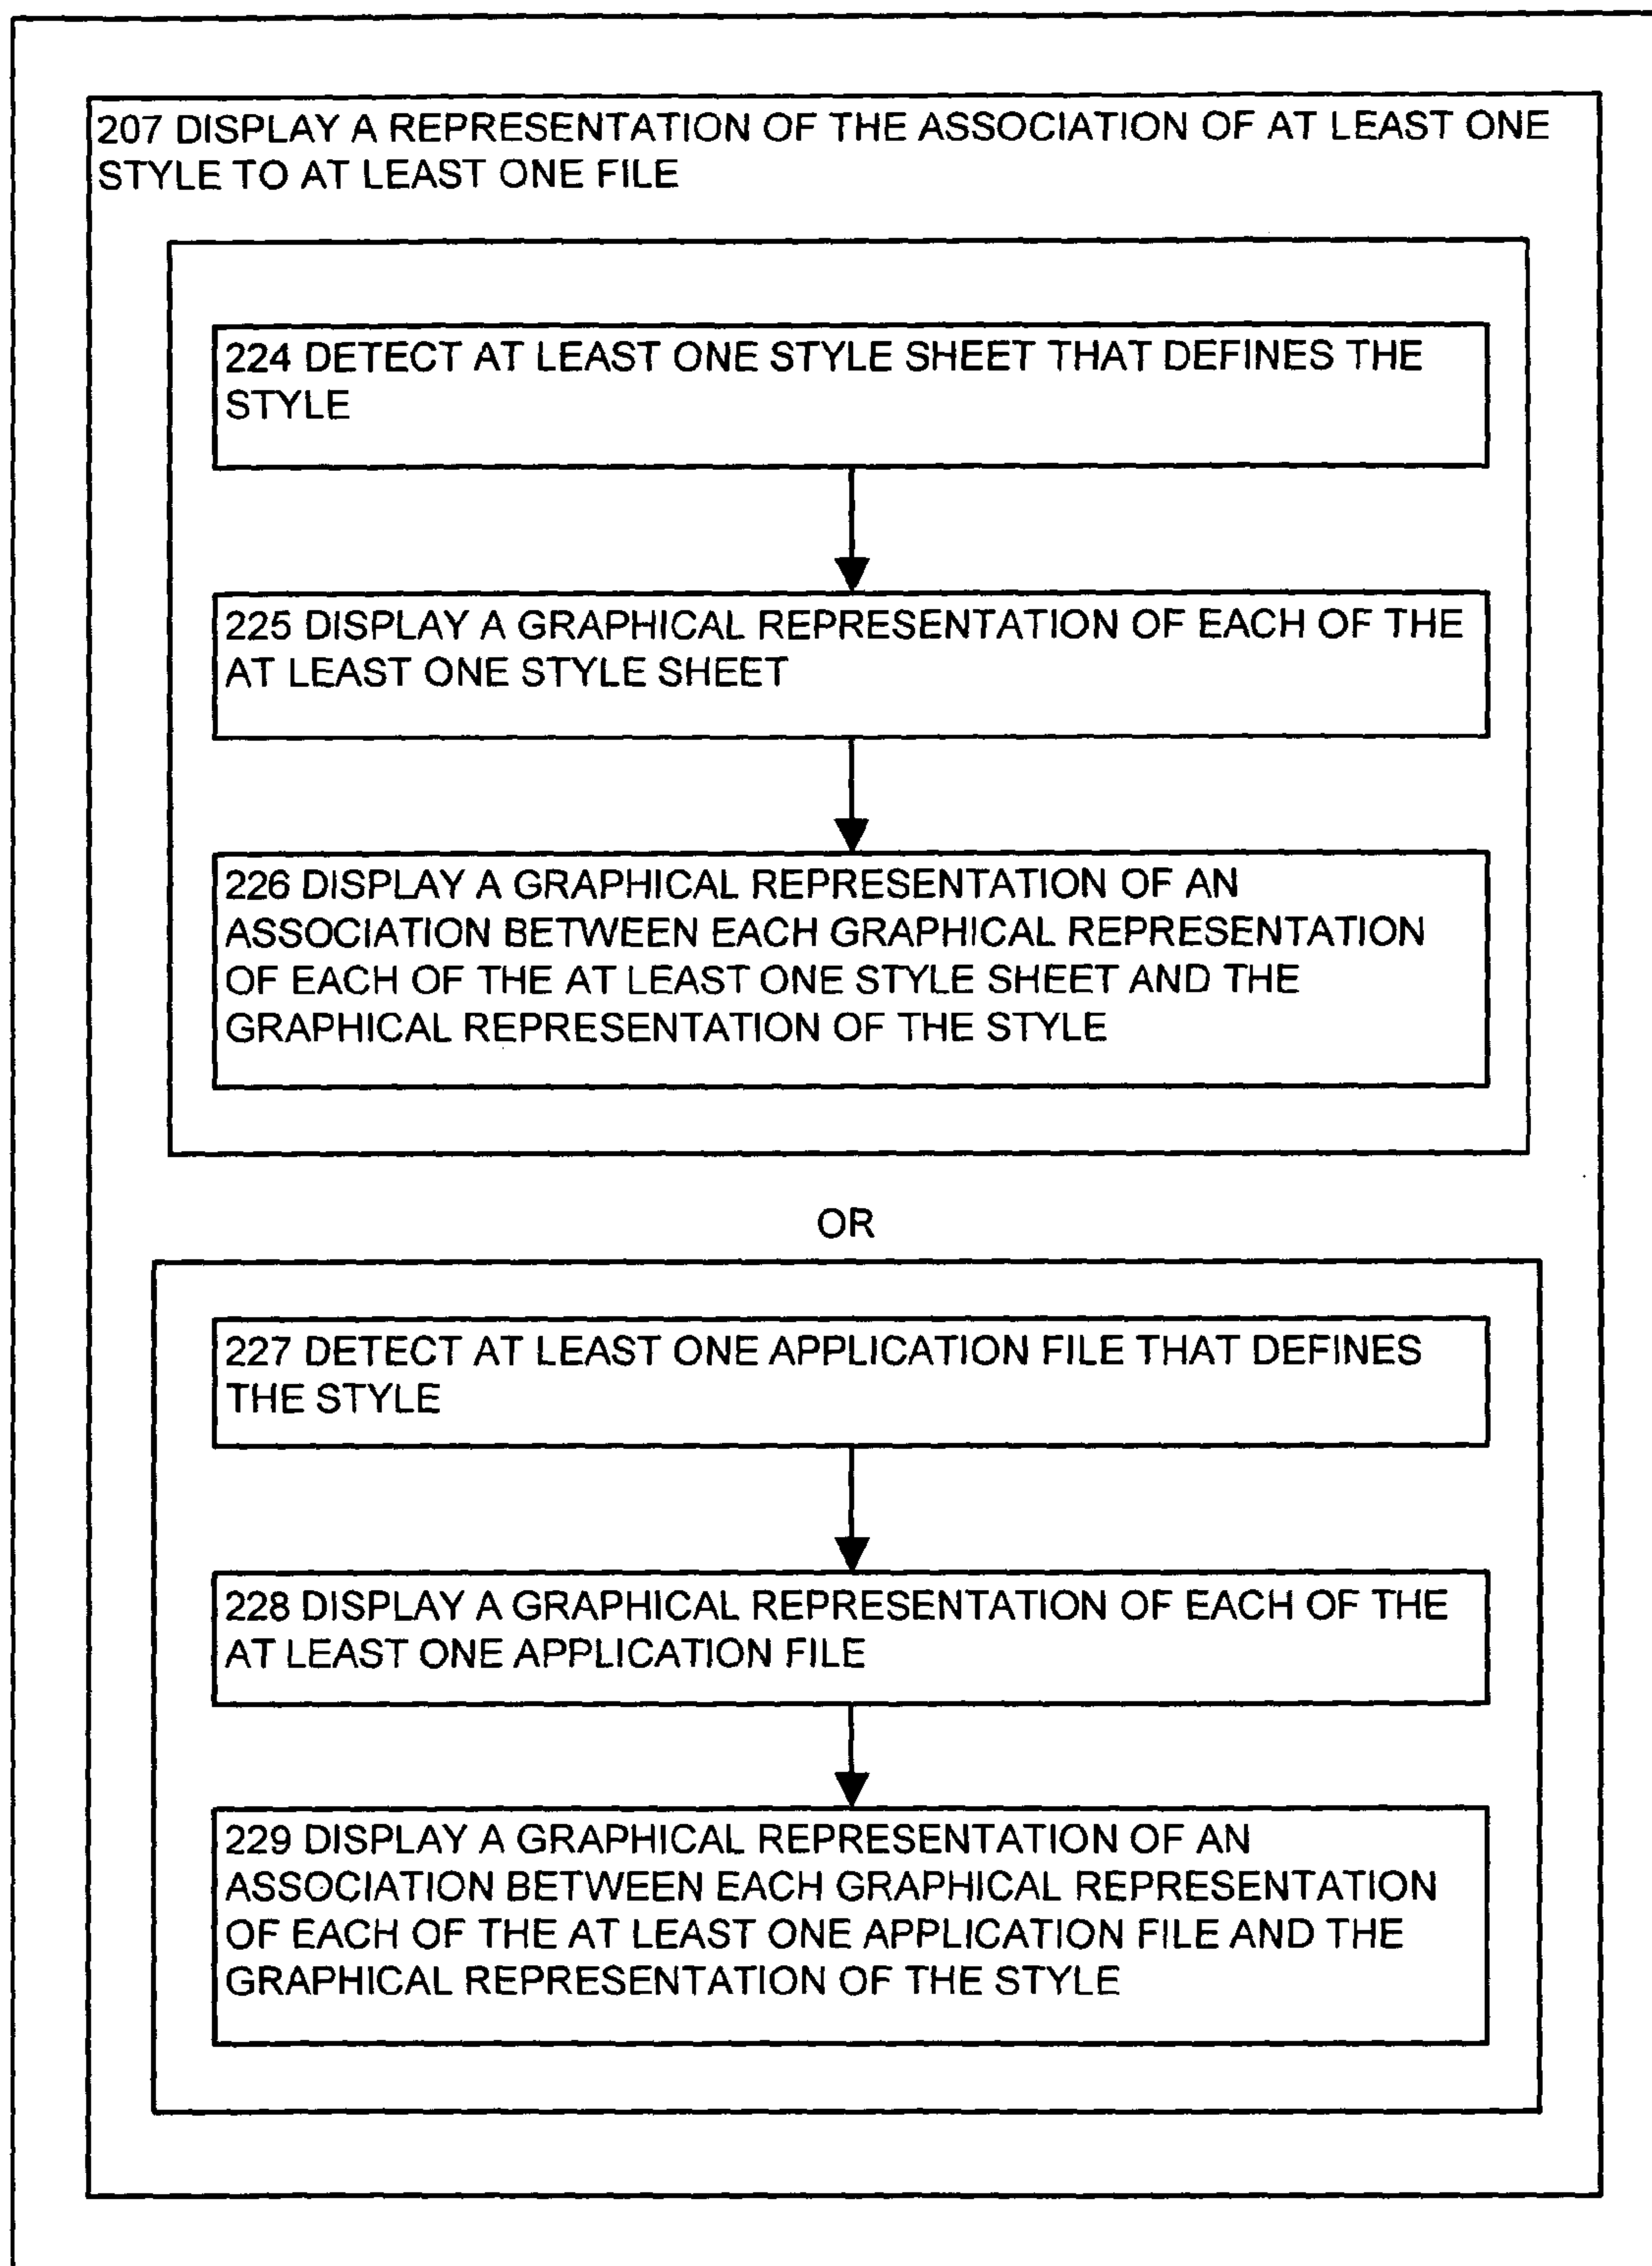 207 DISPLAY A REPRESENTATION OF THE ASSOCIATION OF AT LEAST ONE
STYLE TO AT LEAST ONE FILE
224 DETECT AT LEAST ONE STYLE SHEET THAT DEFINES THE
STYLE
225 DISPLAY A GRAPHICAL REPRESENTATION OF EACH OF THE
AT LEAST ONE STYLE SHEET
226 DISPLAY A GRAPHICAL REPRESENTATION OF AN
ASSOCIATION BETWEEN EACH GRAPHICAL REPRESENTATION
OF EACH OF THE AT LEAST ONE STYLE SHEET AND THE
GRAPHICAL REPRESENTATION OF THE STYLE
OR
227 DETECT AT LEAST ONE APPLICATION FILE THAT DEFINES
THE STYLE
228 DISPLAY A GRAPHICAL REPRESENTATION OF EACH OF THE
AT LEAST ONE APPLICATION FILE
229 DISPLAY A GRAPHICAL REPRESENTATION OF AN
ASSOCIATION BETWEEN EACH GRAPHICAL REPRESENTATION
OF EACH OF THE AT LEAST ONE APPLICATION FILE AND THE
GRAPHICAL REPRESENTATION OF THE STYLE